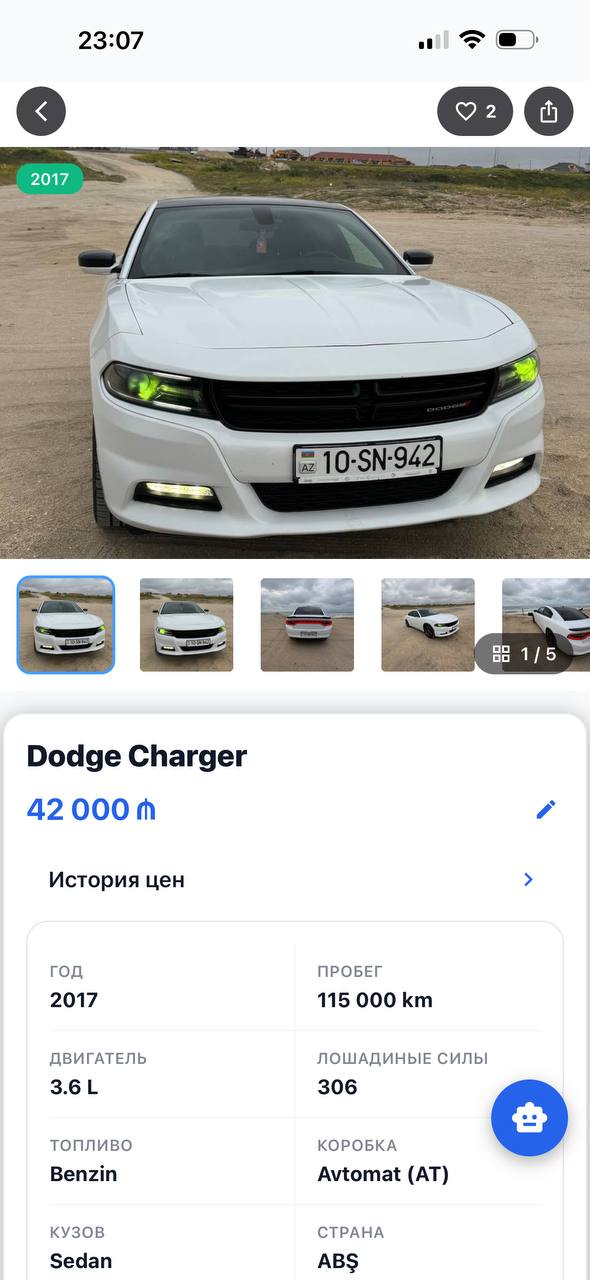 23:07
2
2017
DODGE
AZ 10-SN-942
1 / 5
Dodge Charger
42 000 ₼
История цен
ГОД
ПРОБЕГ
2017
115 000 km
ДВИГАТЕЛЬ
ЛОШАДИНЫЕ СИЛЫ
3.6 L
306
ТОПЛИВО
КОРОБКА
Benzin
Avtomat (AT)
КУЗОВ
СТРАНА
Sedan
ABŞ